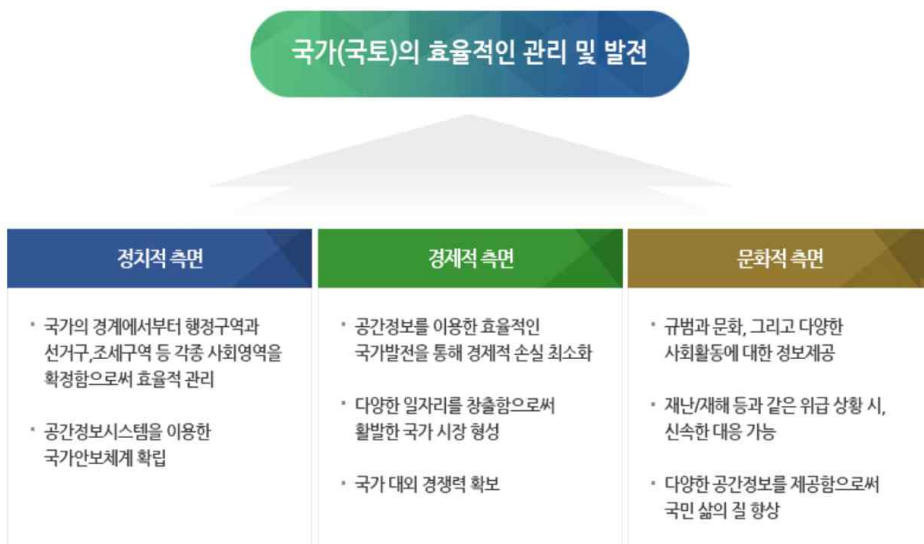 국가(국토)의 효율적인 관리 및 발전
정치적 측면
· 국가의 경계에서부터 행정구역과
선거구,조세구역 등 각종 사회영역을
확정함으로써 효율적 관리
· 공간정보시스템을 이용한
국가안보체계 확립
경제적 측면
· 공간정보를 이용한 효율적인
국가발전을 통해 경제적 손실 최소화
· 다양한 일자리를 창출함으로써
활발한 국가 시장 형성
· 국가 대외 경쟁력 확보
문화적 측면
· 규범과 문화, 그리고 다양한
사회활동에 대한 정보제공
· 재난/재해 등과 같은 위급 상황 시,
신속한 대응 가능
· 다양한 공간정보를 제공함으로써
국민 삶의 질 향상